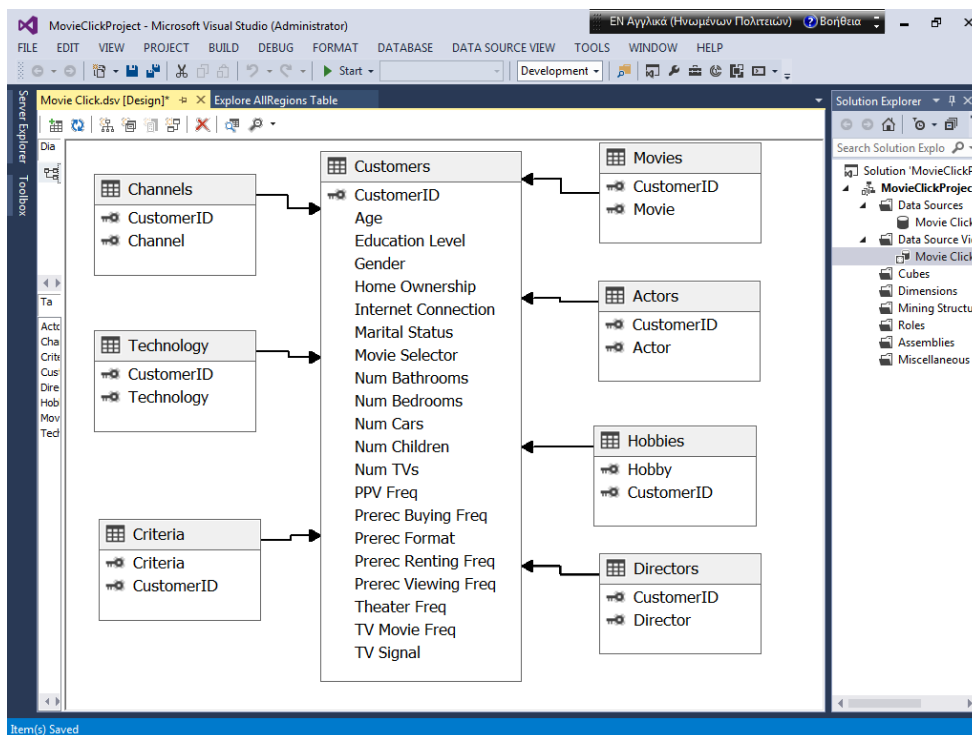 MovieClickProject - Microsoft Visual Studio (Administrator)
EN Αγγλικά (Ηνωμένων Πολιτειών) Βοήθεια
FILE EDIT VIEW PROJECT BUILD DEBUG FORMAT DATABASE DATA SOURCE VIEW TOOLS WINDOW HELP
Start Development
Server Explorer
Toolbox
Movie Click.dsv [Design]* Explore AllRegions Table
Dia
Ta
Acto
Cha
Crite
Cus
Dire
Hob
Mov
Tech
Channels
CustomerID
Channel
Technology
CustomerID
Technology
Criteria
Criteria
CustomerID
Customers
CustomerID
Age
Education Level
Gender
Home Ownership
Internet Connection
Marital Status
Movie Selector
Num Bathrooms
Num Bedrooms
Num Cars
Num Children
Num TVs
PPV Freq
Prerec Buying Freq
Prerec Format
Prerec Renting Freq
Prerec Viewing Freq
Theater Freq
TV Movie Freq
TV Signal
Movies
CustomerID
Movie
Actors
CustomerID
Actor
Hobbies
Hobby
CustomerID
Directors
CustomerID
Director
Solution Explorer
Search Solution Explo
Solution 'MovieClickP
MovieClickProjec
Data Sources
Movie Click
Data Source Vie
Movie Click
Cubes
Dimensions
Mining Structu
Roles
Assemblies
Miscellaneous
Item(s) Saved